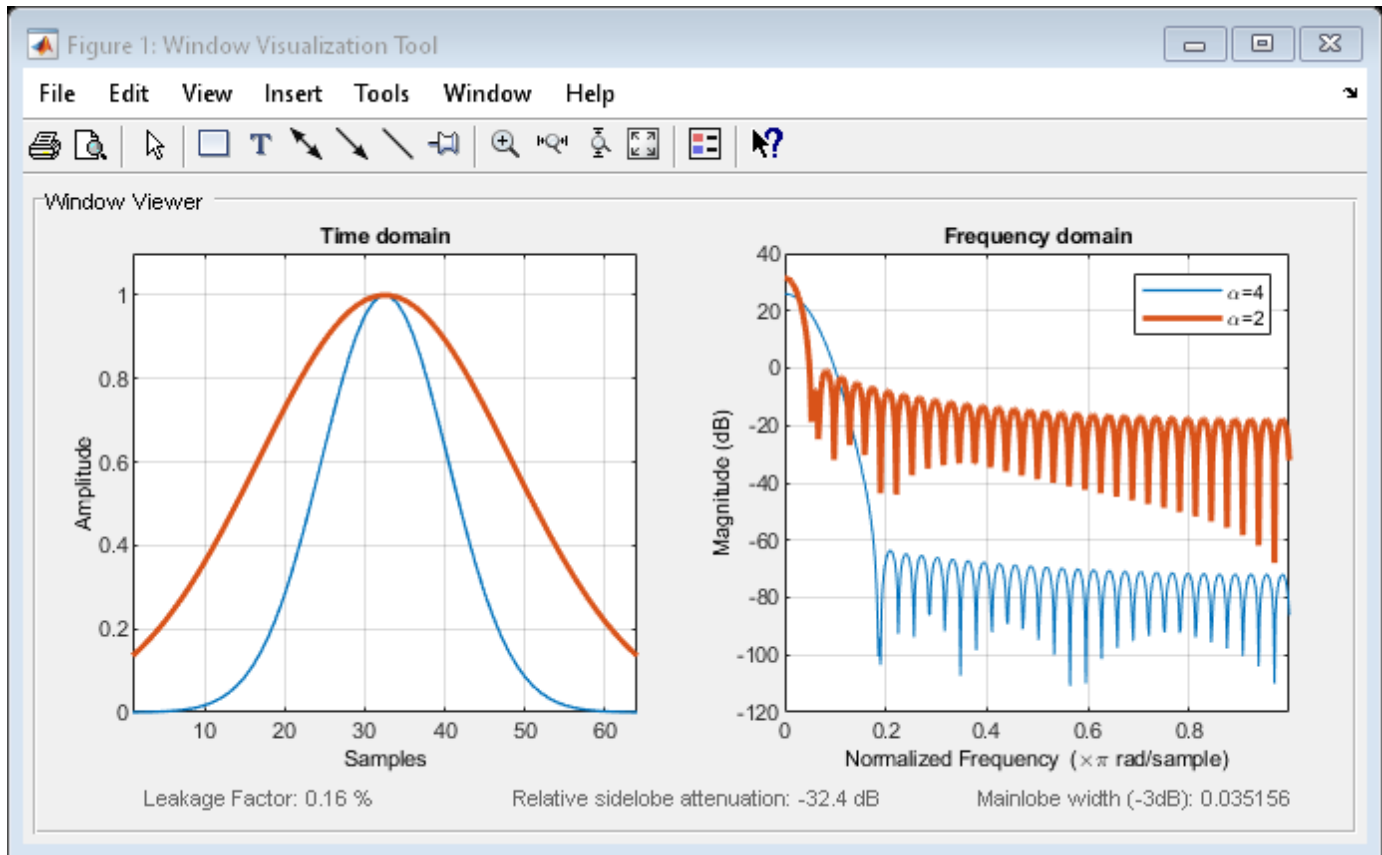 Figure 1: Window Visualization Tool
File Edit View Insert Tools Window Help
T
?
Window Viewer
Time domain
1
0.8
0.6
0.4
0.2
0
10 20 30 40 50 60
Amplitude
Samples
Frequency domain
40
20
0
-20
-40
-60
-80
-100
-120
0 0.2 0.4 0.6 0.8
Magnitude (dB)
Normalized Frequency (×π rad/sample)
α=4
α=2
Leakage Factor: 0.16 % Relative sidelobe attenuation: -32.4 dB Mainlobe width (-3dB): 0.035156